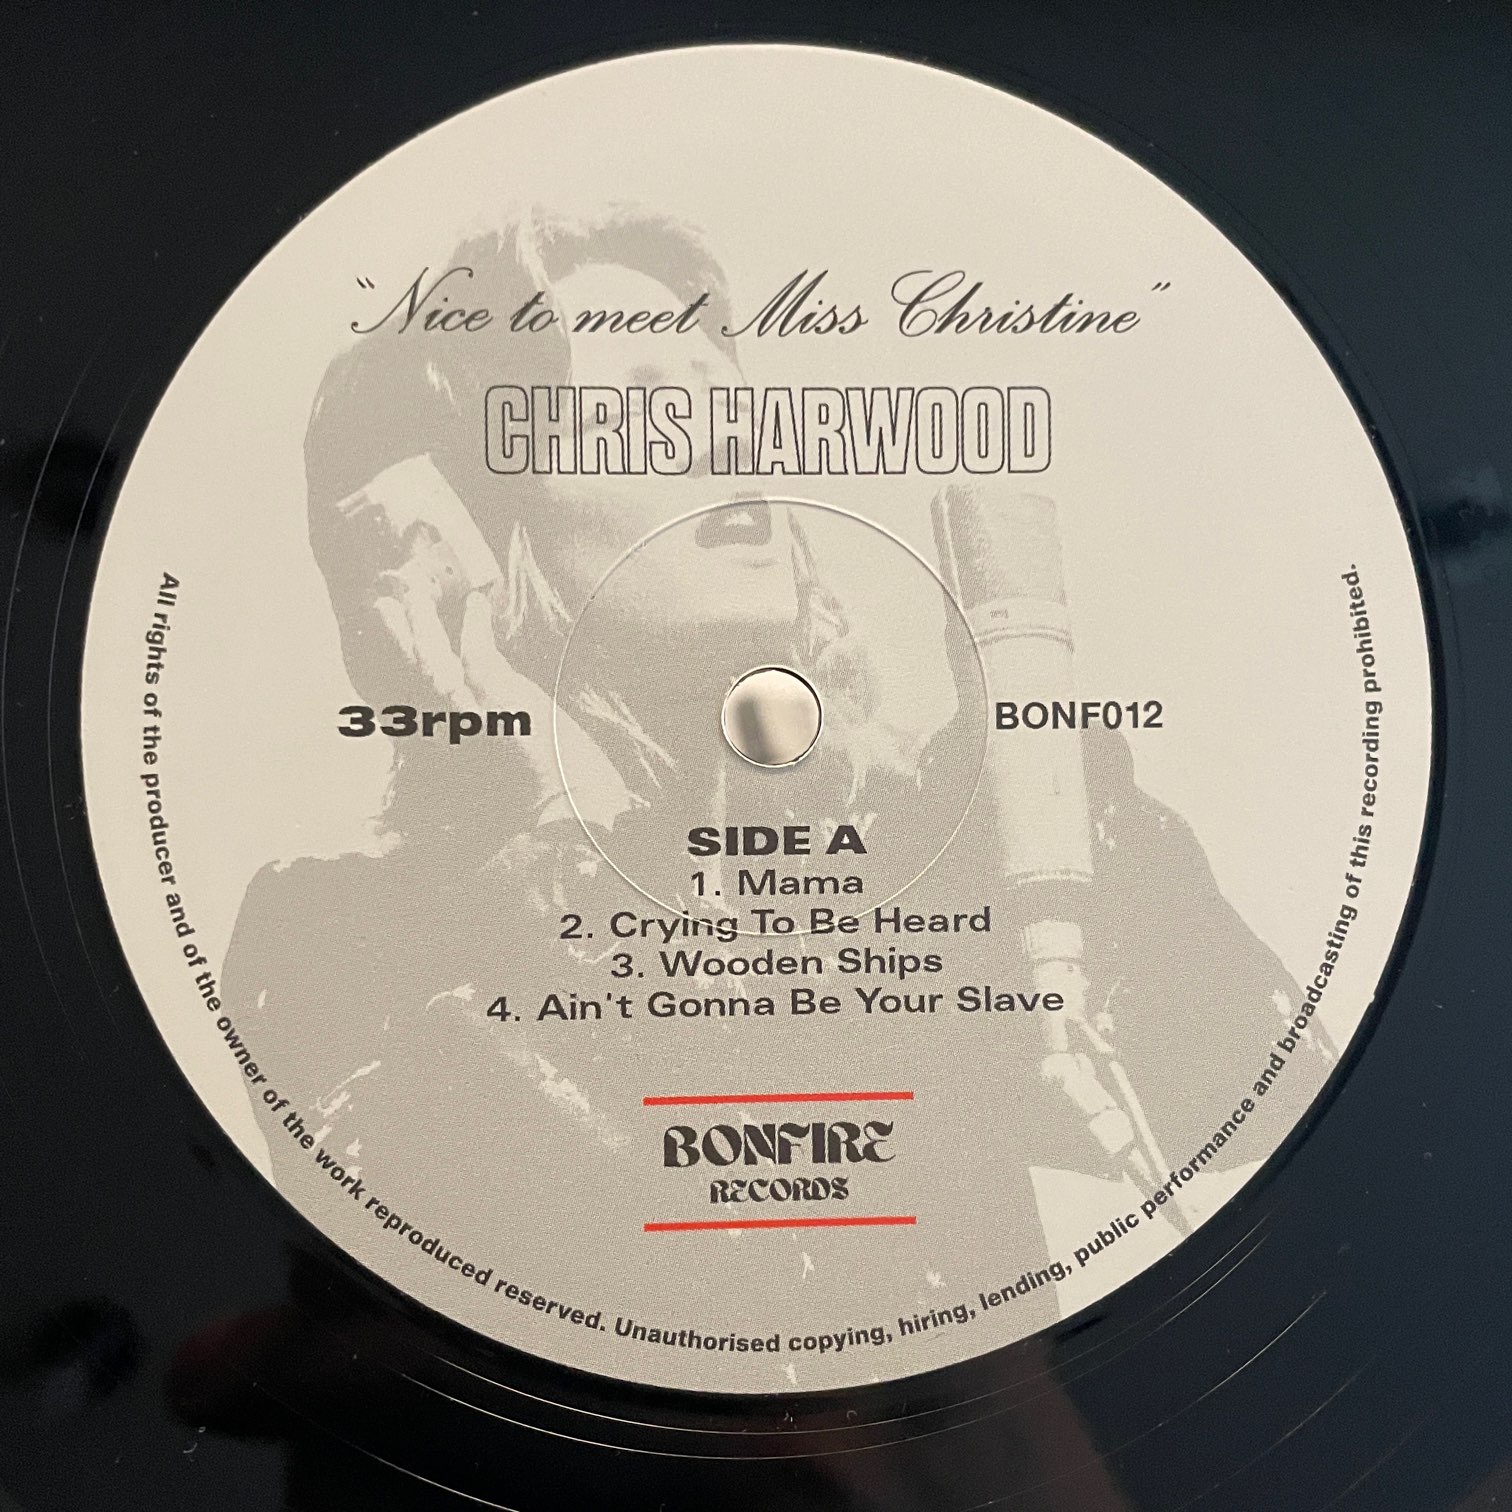 "Nice to meet Miss Christine"
CHRIS HARWOOD
33rpm
BONF012
SIDE A
1. Mama
2. Crying To Be Heard
3. Wooden Ships
4. Ain't Gonna Be Your Slave
BONFIRE
RECORDS
All rights of the producer and of the owner of the work reproduced reserved. Unauthorised copying, hiring, lending, public performance and broadcasting of this recording prohibited.